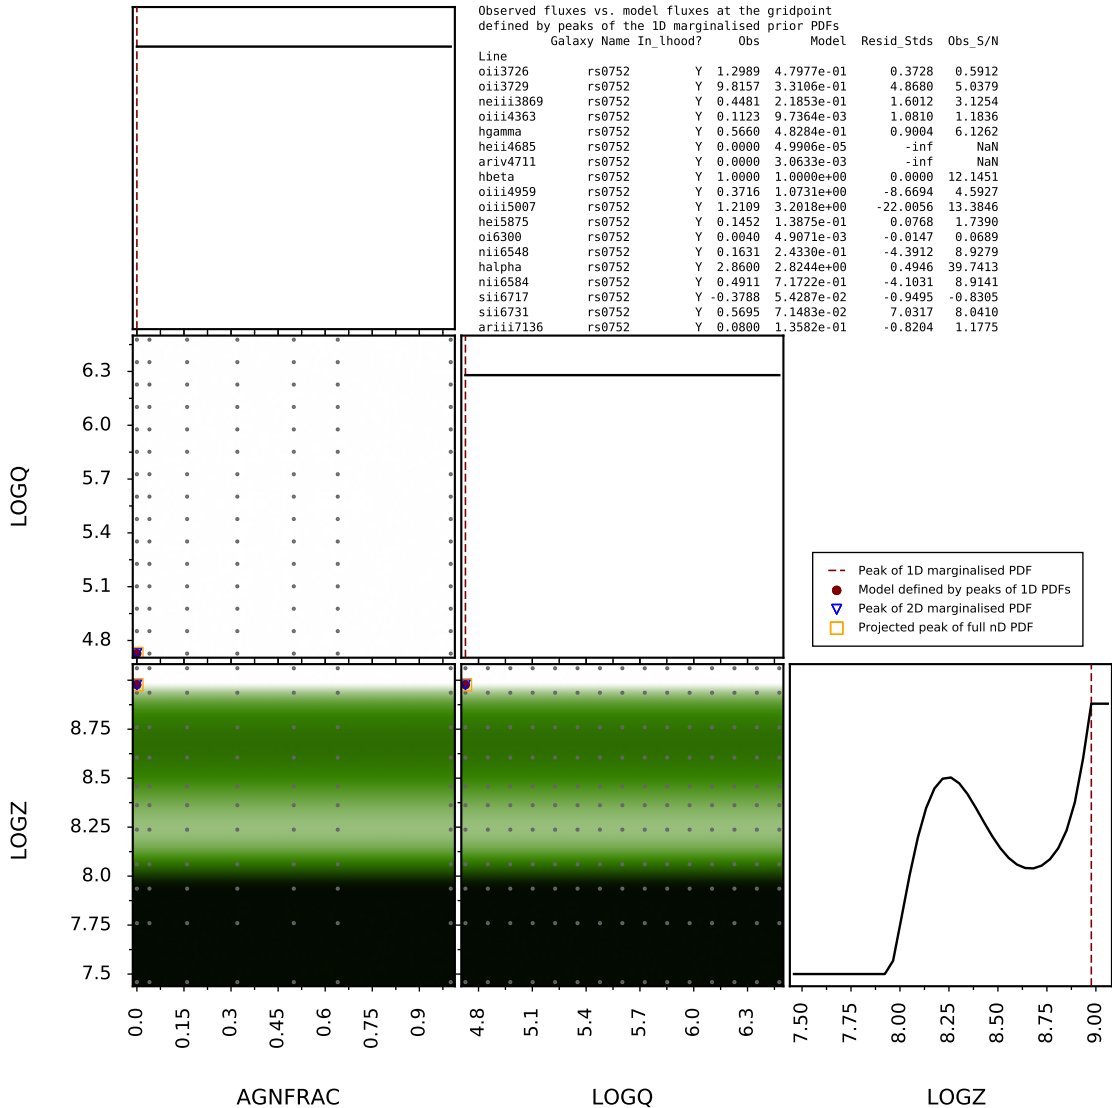 Observed fluxes vs. model fluxes at the gridpoint
defined by peaks of the 1D marginalised prior PDFs
Galaxy Name In_lhood? Obs Model Resid_Stds Obs_S/N
Line
oii3726 rs0752 Y 1.2989 4.7977e-01 0.3728 0.5912
oii3729 rs0752 Y 9.8157 3.3106e-01 4.8680 5.0379
neiii3869 rs0752 Y 0.4481 2.1853e-01 1.6012 3.1254
oiii4363 rs0752 Y 0.1123 9.7364e-03 1.0810 1.1836
hgamma rs0752 Y 0.5660 4.8284e-01 0.9004 6.1262
heii4685 rs0752 Y 0.0000 4.9906e-05 -inf NaN
ariv4711 rs0752 Y 0.0000 3.0633e-03 -inf NaN
hbeta rs0752 Y 1.0000 1.0000e+00 0.0000 12.1451
oiii4959 rs0752 Y 0.3716 1.0731e+00 -8.6694 4.5927
oiii5007 rs0752 Y 1.2109 3.2018e+00 -22.0056 13.3846
hei5875 rs0752 Y 0.1452 1.3875e-01 0.0768 1.7390
oi6300 rs0752 Y 0.0040 4.9071e-03 -0.0147 0.0689
nii6548 rs0752 Y 0.1631 2.4330e-01 -4.3912 8.9279
halpha rs0752 Y 2.8600 2.8244e+00 0.4946 39.7413
nii6584 rs0752 Y 0.4911 7.1722e-01 -4.1031 8.9141
sii6717 rs0752 Y -0.3788 5.4287e-02 -0.9495 -0.8305
sii6731 rs0752 Y 0.5695 7.1483e-02 7.0317 8.0410
ariii7136 rs0752 Y 0.0800 1.3582e-01 -0.8204 1.1775
LOGQ
6.3
6.0
5.7
5.4
5.1
4.8
Peak of 1D marginalised PDF
Model defined by peaks of 1D PDFs
Peak of 2D marginalised PDF
Projected peak of full nD PDF
LOGZ
8.75
8.5
8.25
8.0
7.75
7.5
0.0 0.15 0.3 0.45 0.6 0.75 0.9
4.8 5.1 5.4 5.7 6.0 6.3
7.50 7.75 8.00 8.25 8.50 8.75 9.00
AGNFRAC LOGQ LOGZ